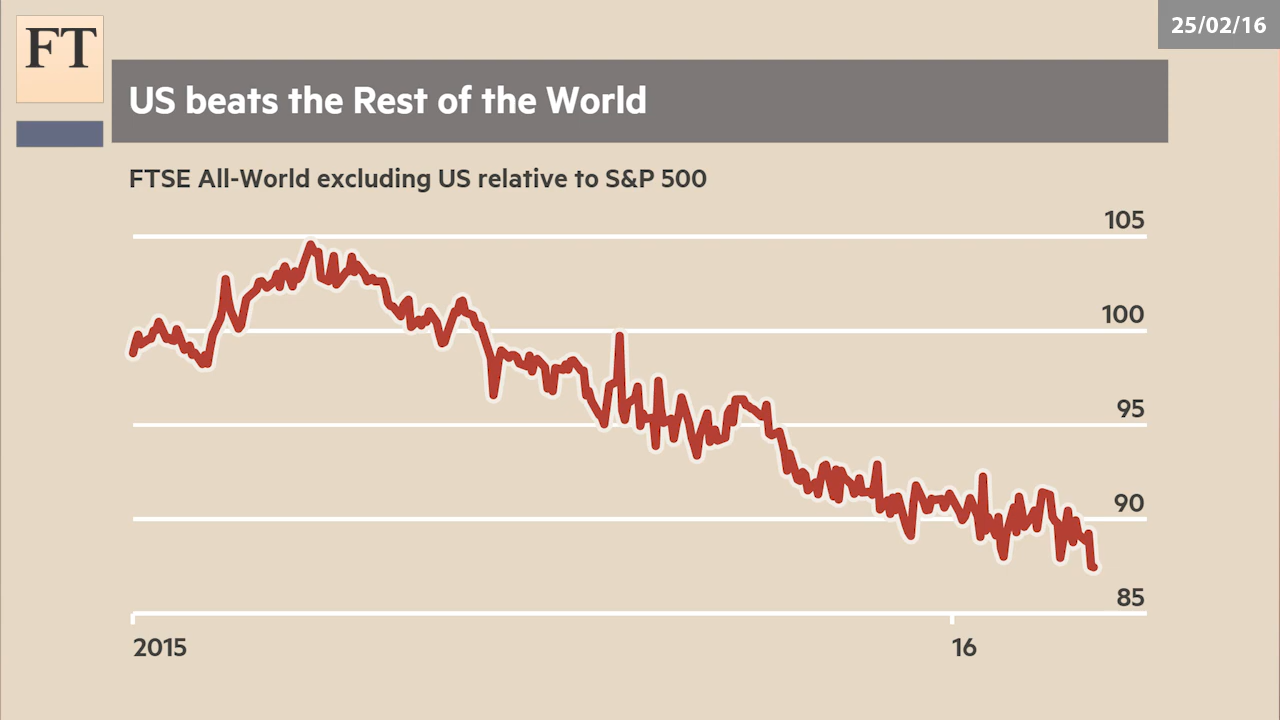 FT
25/02/16
US beats the Rest of the World
FTSE All-World excluding US relative to S&P 500
105
100
95
90
85
2015
16